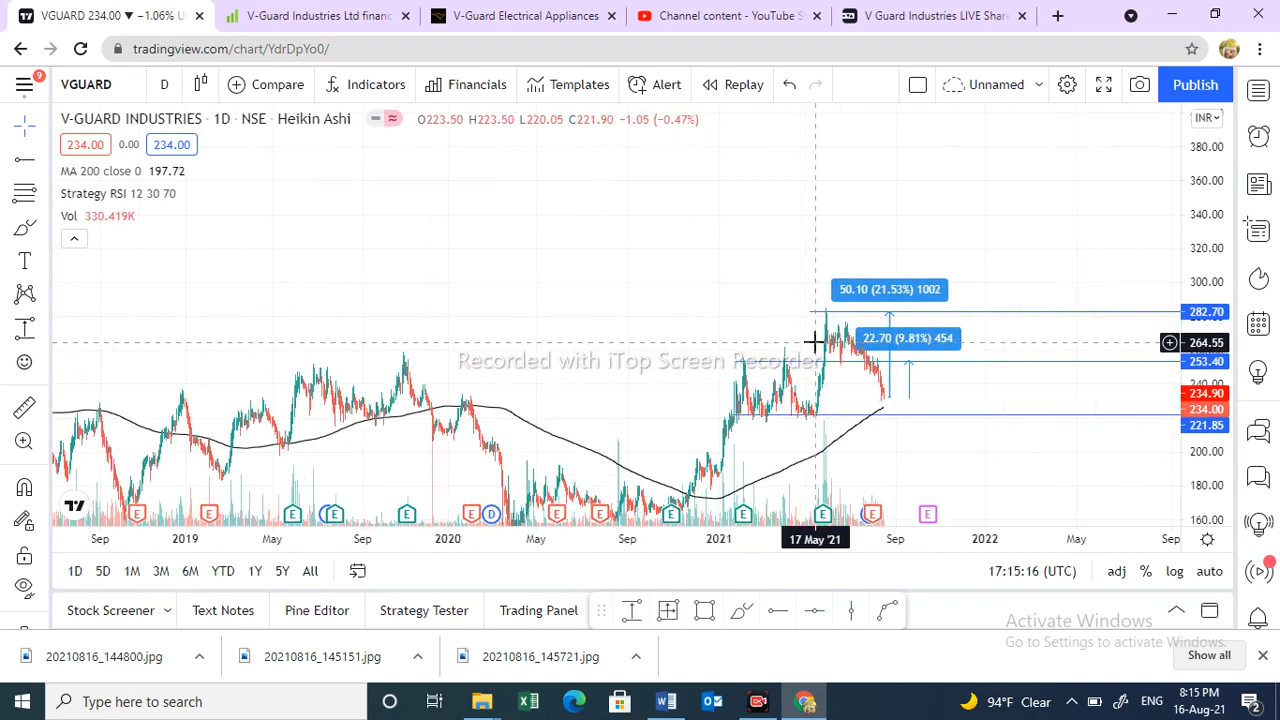 VGUARD 234.00 ▼ −1.06% U
V-Guard Industries Ltd financ
V-Guard Electrical Appliances
Channel content - YouTube S
V Guard Industries LIVE Share
tradingview.com/chart/YdrDpYo0/
9
VGUARD
D
Compare
Indicators
Financials
Templates
Alert
Replay
Unnamed
Publish
V-GUARD INDUSTRIES · 1D · NSE · Heikin Ashi
O223.50 H223.50 L220.05 C221.90 −1.05 (−0.47%)
INR
234.00 0.00 234.00
MA 200 close 0 197.72
Strategy RSI 12 30 70
Vol 330.419K
380.00
360.00
340.00
320.00
300.00
50.10 (21.53%) 1002
282.70
22.70 (9.81%) 454
264.55
Recorded with iTop Screen Recorder
253.40
240.00
234.90
234.00
221.85
200.00
180.00
160.00
E E E E E E D E E E E E E E
Sep 2019 May Sep 2020 May Sep 2021 17 May '21 Sep 2022 May Sep
1D 5D 1M 3M 6M YTD 1Y 5Y All
17:15:16 (UTC) adj % log auto
Stock Screener Text Notes Pine Editor Strategy Tester Trading Panel
Activate Windows
Go to Settings to activate Windows.
20210816_144800.jpg
20210816_145151.jpg
20210816_145721.jpg
Show all
Type here to search
94°F Clear
ENG
8:15 PM
16-Aug-21
2